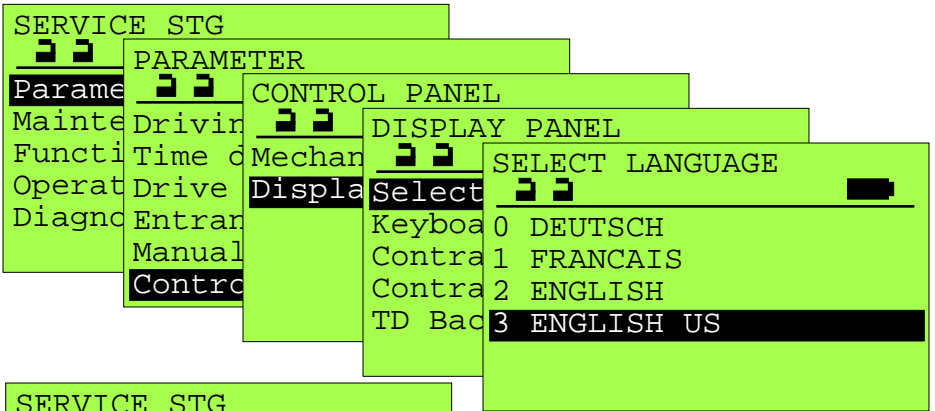 SERVICE STG
Parame
Mainte
Functi
Operat
Diagno
PARAMETER
Drivin
Time d
Drive
Entran
Manual
Contro
CONTROL PANEL
Mechan
Displa
DISPLAY PANEL
Select
Keyboa
Contra
Contra
TD Bac
SELECT LANGUAGE
0 DEUTSCH
1 FRANCAIS
2 ENGLISH
3 ENGLISH US
SERVICE STG